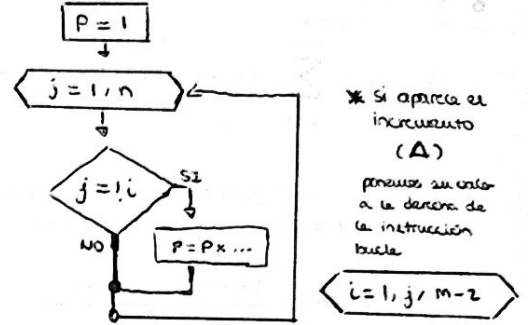 P = 1
j = 1, n
j = ! i
SI
NO
P = P x ...
* Si aparece el
incremento
(Δ)
ponemos su valor
a la derecha de
la instrucción
bucle
i = 1, j, m-2